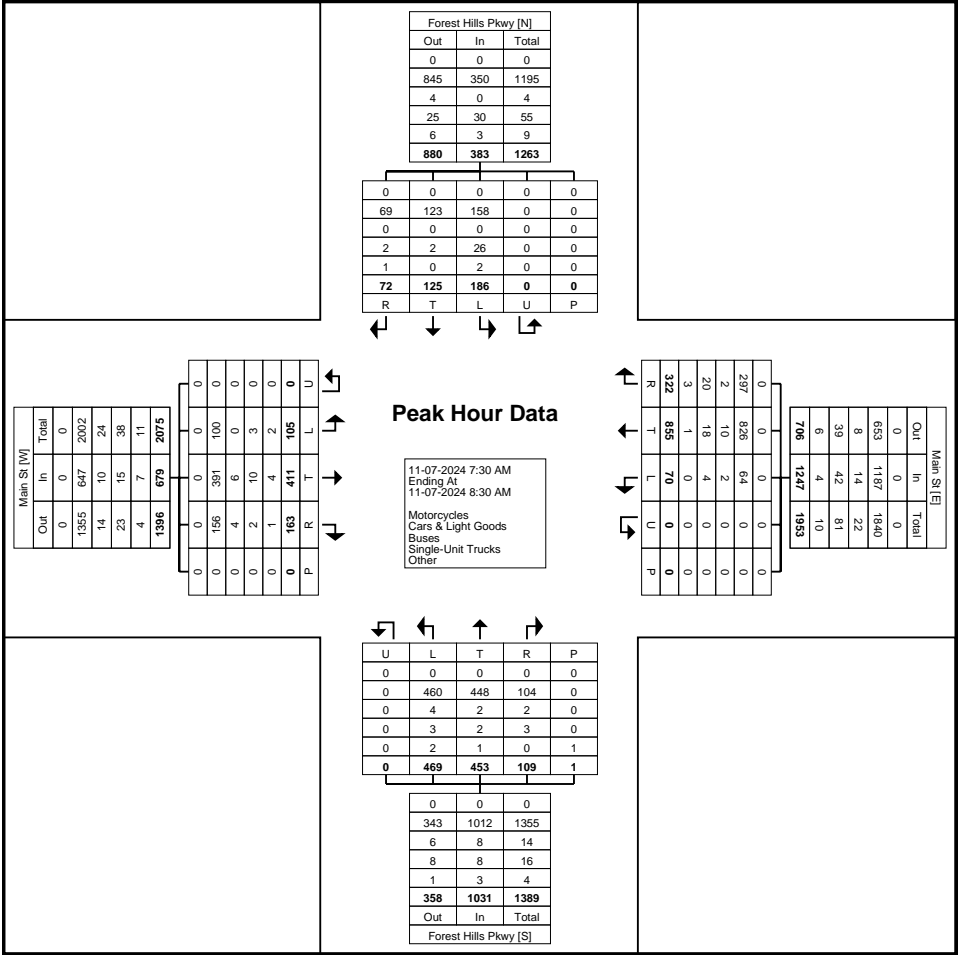 Forest Hills Pkwy [N]
Out In Total
0 0 0
845 350 1195
4 0 4
25 30 55
6 3 9
880 383 1263
0 0 0 0 0
69 123 158 0 0
0 0 0 0 0
2 2 26 0 0
1 0 2 0 0
72 125 186 0 0
R T L U P
Main St [W]
Total 0 2002 24 38 11 2075
In 0 647 10 15 7 679
Out 0 1355 14 23 4 1396
0 0 0 0 0 0 U
0 100 0 3 2 105 L
0 391 6 10 4 411 T
0 156 4 2 1 163 R
0 0 0 0 0 0 P
Peak Hour Data
11-07-2024 7:30 AM
Ending At
11-07-2024 8:30 AM
Motorcycles
Cars & Light Goods
Buses
Single-Unit Trucks
Other
R 322 3 20 2 297 0
T 855 1 18 10 826 0
L 70 0 4 2 64 0
U 0 0 0 0 0 0
P 0 0 0 0 0 0
706 6 39 8 653 0 Out
1247 4 42 14 1187 0 In
1953 10 81 22 1840 0 Total
Main St [E]
U L T R P
0 0 0 0 0
0 460 448 104 0
0 4 2 2 0
0 3 2 3 0
0 2 1 0 1
0 469 453 109 1
0 0 0
343 1012 1355
6 8 14
8 8 16
1 3 4
358 1031 1389
Out In Total
Forest Hills Pkwy [S]